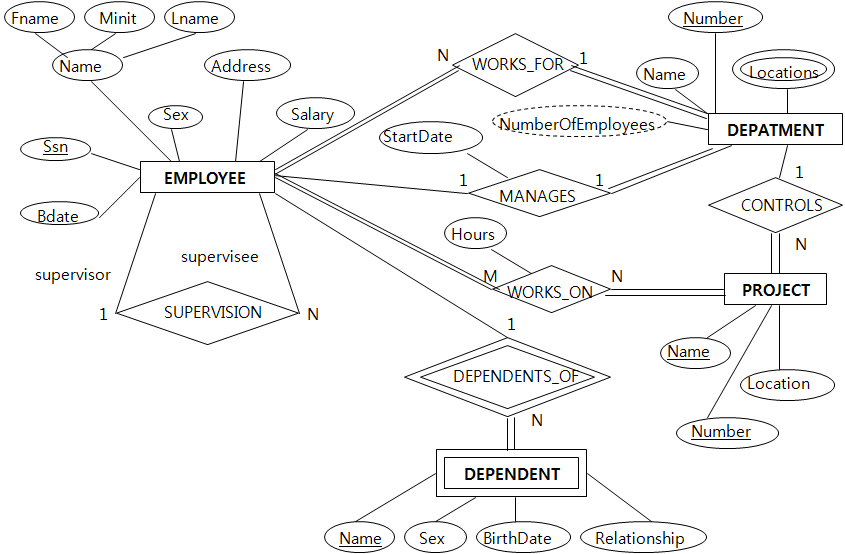 Fname
Minit
Lname
Number
Name
Address
N
WORKS_FOR
1
Name
Locations
Sex
Salary
StartDate
NumberOfEmployees
DEPATMENT
Ssn
EMPLOYEE
1
MANAGES
1
1
CONTROLS
Bdate
Hours
N
supervisor
supervisee
M
WORKS_ON
N
PROJECT
1
SUPERVISION
N
1
Name
DEPENDENTS_OF
Location
N
Number
DEPENDENT
Name
Sex
BirthDate
Relationship